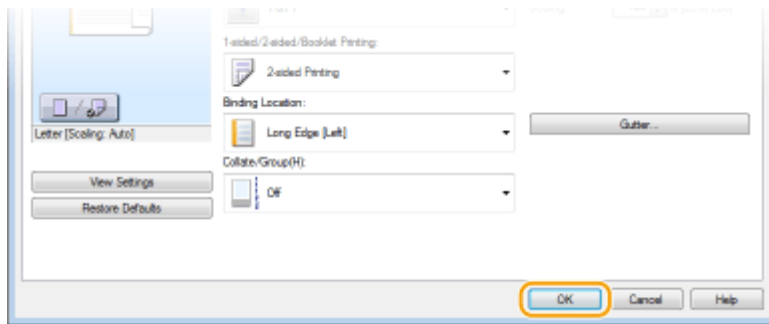 1-sided/2-sided/Booklet Printing:
2-sided Printing
Binding Location:
Letter [Scaling: Auto]
Long Edge [Left]
Gutter...
Collate/Group(H):
View Settings
Off
Restore Defaults
OK
Cancel
Help